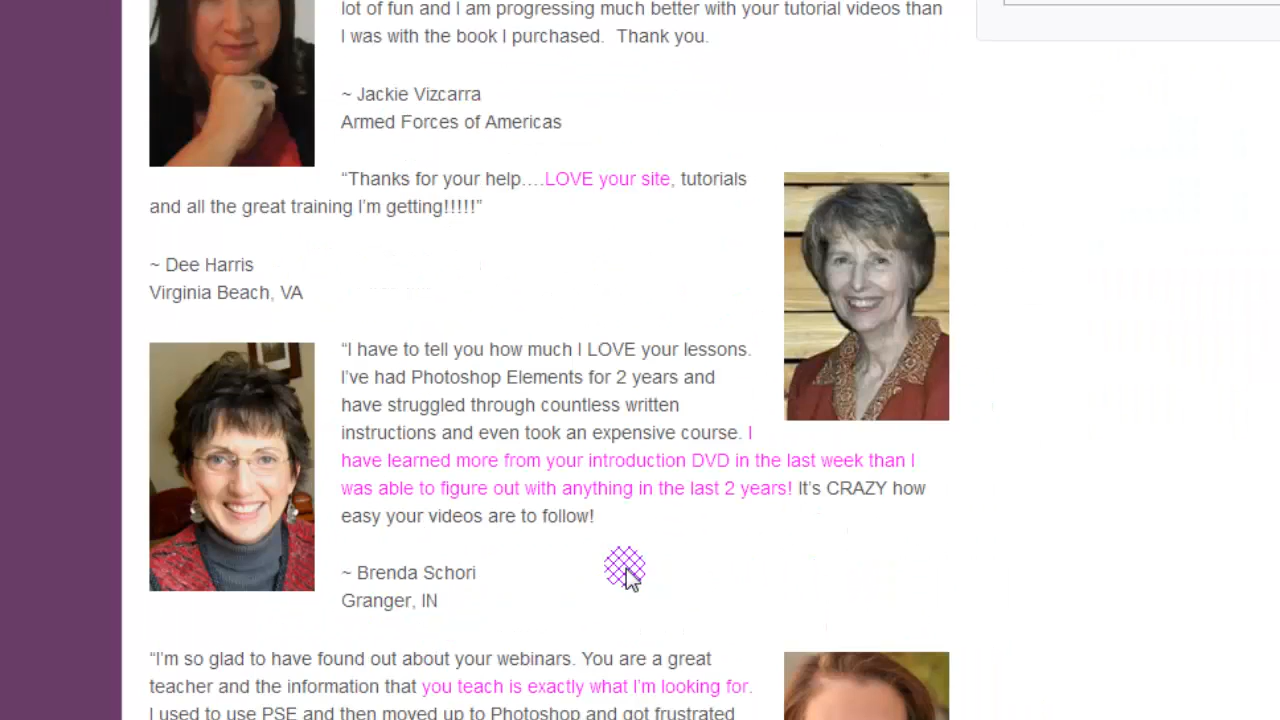 lot of fun and I am progressing much better with your tutorial videos than
I was with the book I purchased.  Thank you.
~ Jackie Vizcarra
Armed Forces of Americas
“Thanks for your help….LOVE your site, tutorials
and all the great training I’m getting!!!!!”
~ Dee Harris
Virginia Beach, VA
“I have to tell you how much I LOVE your lessons.
I’ve had Photoshop Elements for 2 years and
have struggled through countless written
instructions and even took an expensive course. I
have learned more from your introduction DVD in the last week than I
was able to figure out with anything in the last 2 years! It’s CRAZY how
easy your videos are to follow!
~ Brenda Schori
Granger, IN
“I’m so glad to have found out about your webinars. You are a great
teacher and the information that you teach is exactly what I’m looking for.
I used to use PSE and then moved up to Photoshop and got frustrated